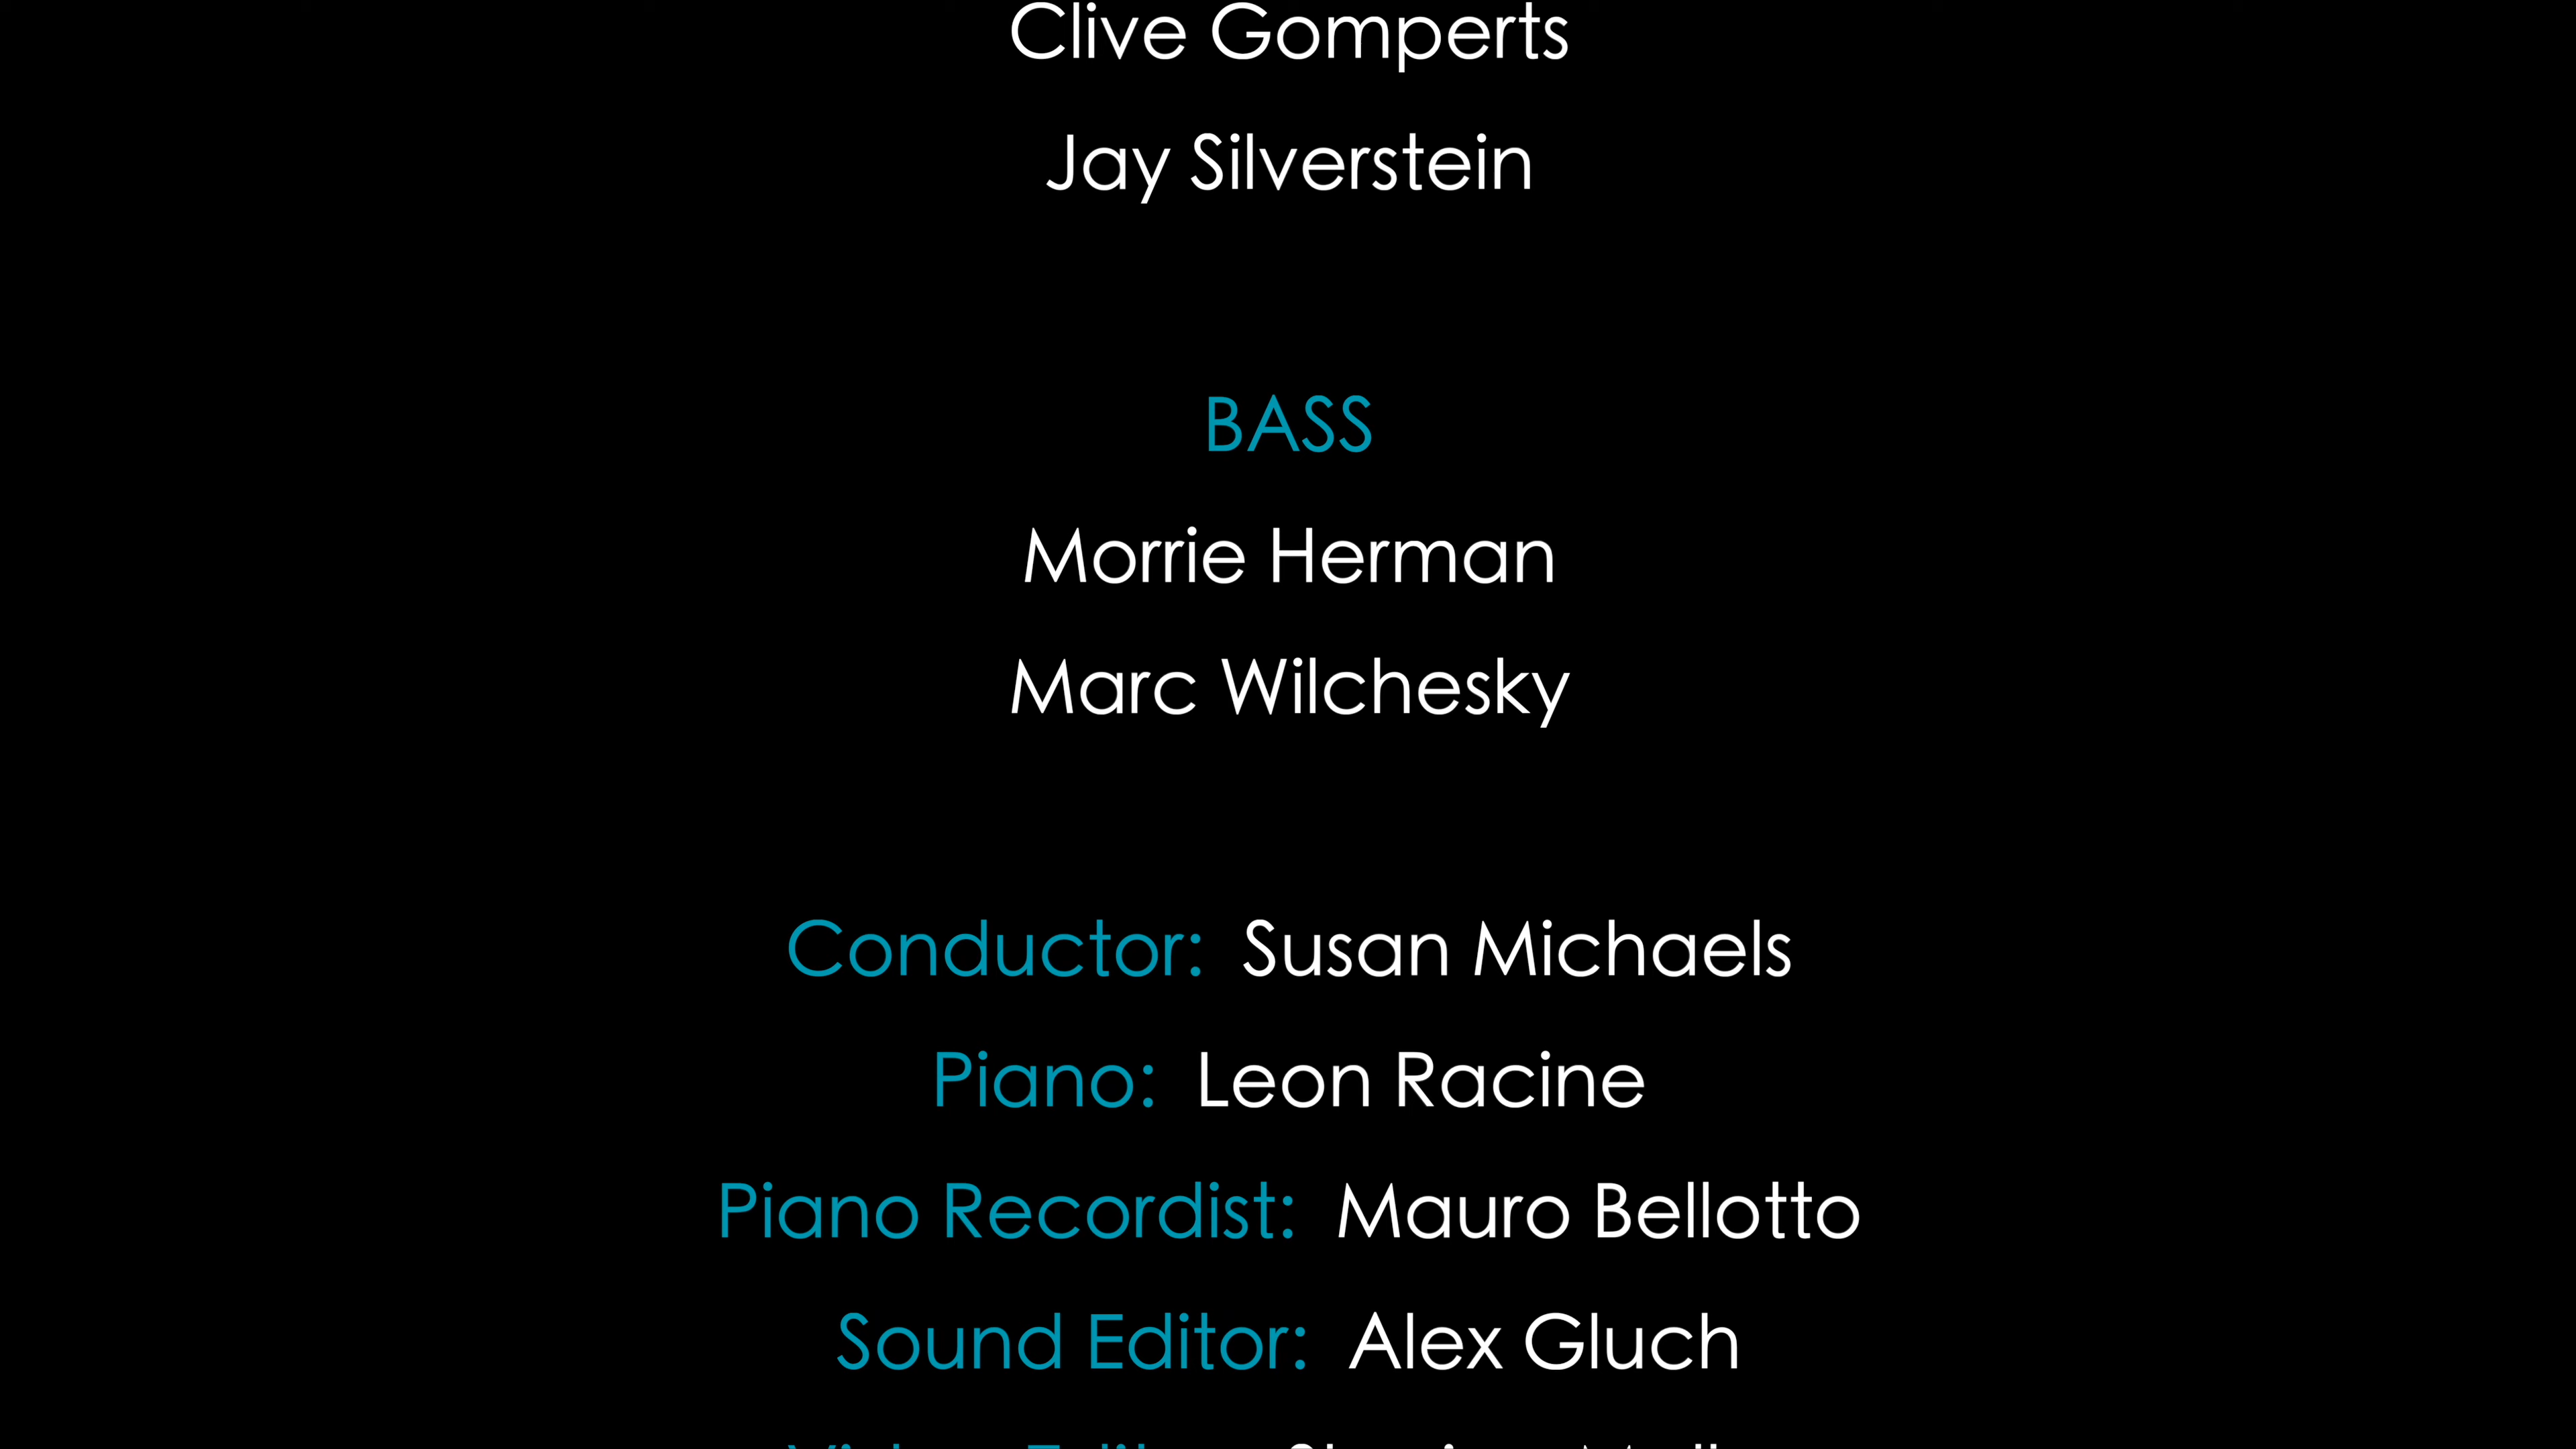 Clive Gomperts
Jay Silverstein
BASS
Morrie Herman
Marc Wilchesky
Conductor: Susan Michaels
Piano: Leon Racine
Piano Recordist: Mauro Bellotto
Sound Editor: Alex Gluch